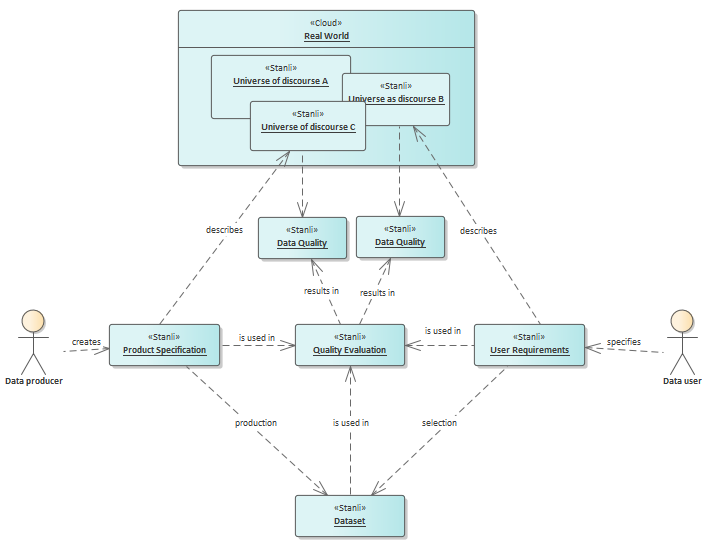 «Cloud»
Real World
«Stanli»
Universe of discourse A
«Stanli»
Universe as discourse B
«Stanli»
Universe of discourse C
describes
describes
«Stanli»
Data Quality
«Stanli»
Data Quality
results in
results in
creates
«Stanli»
Product Specification
is used in
«Stanli»
Quality Evaluation
is used in
«Stanli»
User Requirements
specifies
Data producer
Data user
production
is used in
selection
«Stanli»
Dataset